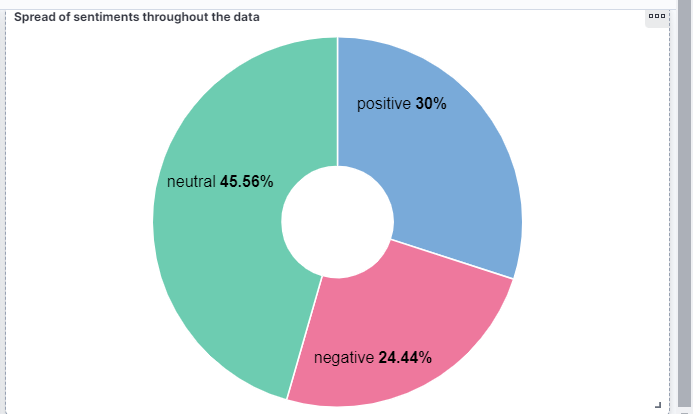 Spread of sentiments throughout the data
positive 30%
neutral 45.56%
negative 24.44%